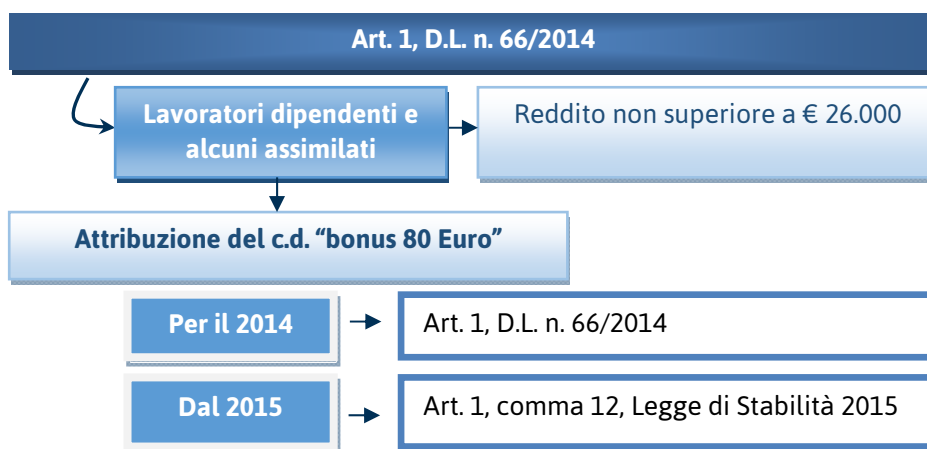 Art. 1, D.L. n. 66/2014
Lavoratori dipendenti e
alcuni assimilati
Reddito non superiore a € 26.000
Attribuzione del c.d. “bonus 80 Euro”
Per il 2014
Art. 1, D.L. n. 66/2014
Dal 2015
Art. 1, comma 12, Legge di Stabilità 2015